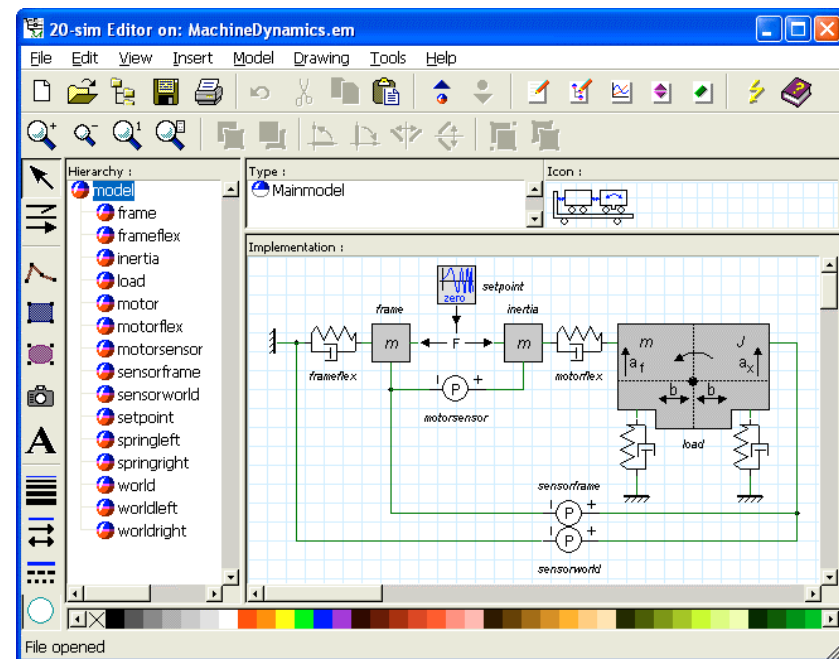 20-sim Editor on: MachineDynamics.em
File Edit View Insert Model Drawing Tools Help
Hierarchy :
model
frame
frameflex
inertia
load
motor
motorflex
motorsensor
sensorframe
sensorworld
setpoint
springleft
springright
world
worldleft
worldright
Type :
Mainmodel
Icon :
Implementation :
zero
setpoint
frame
inertia
m
F
m
frameflex
motorflex
P
motorsensor
m
J
af
ax
b
b
load
sensorframe
P
P
sensorworld
A
File opened